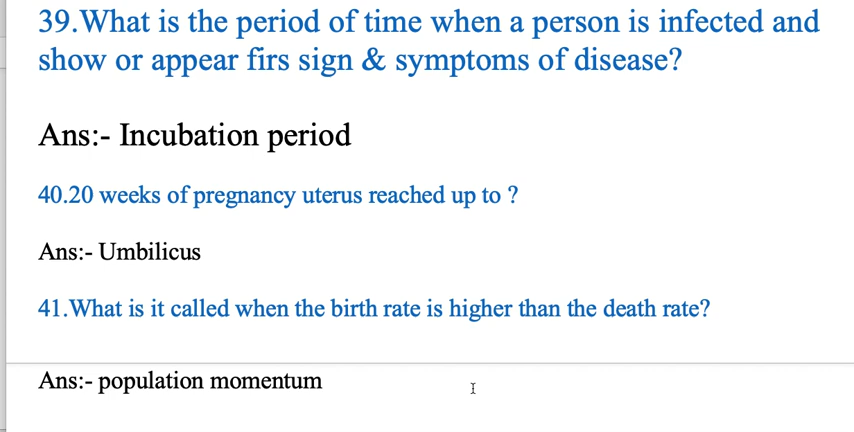 39.What is the period of time when a person is infected and
show or appear firs sign & symptoms of disease?
Ans:- Incubation period
40.20 weeks of pregnancy uterus reached up to ?
Ans:- Umbilicus
41.What is it called when the birth rate is higher than the death rate?
Ans:- population momentum